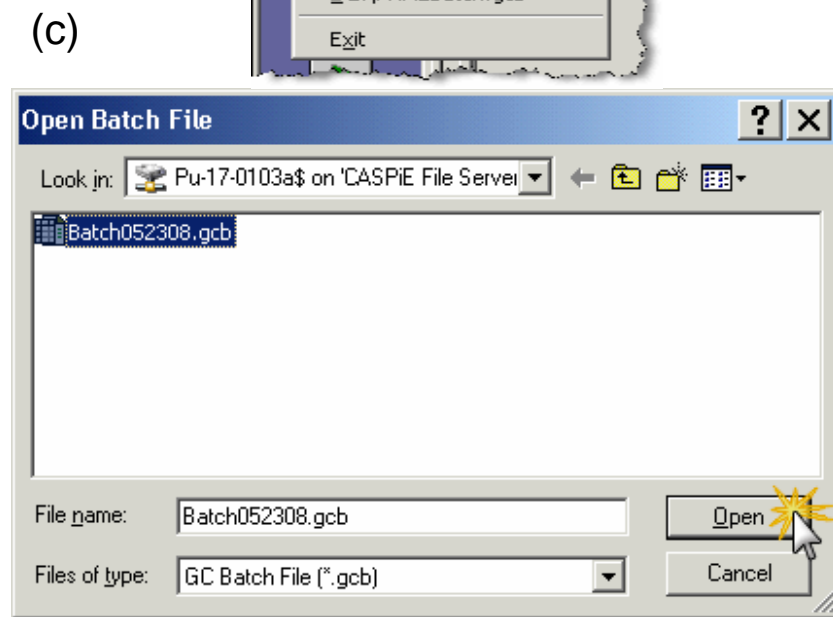 (c)
Exit
Open Batch File
Look in: Pu-17-0103a$ on 'CASPiE File Server
Batch052308.gcb
File name: Batch052308.gcb Open
Files of type: GC Batch File (*.gcb) Cancel